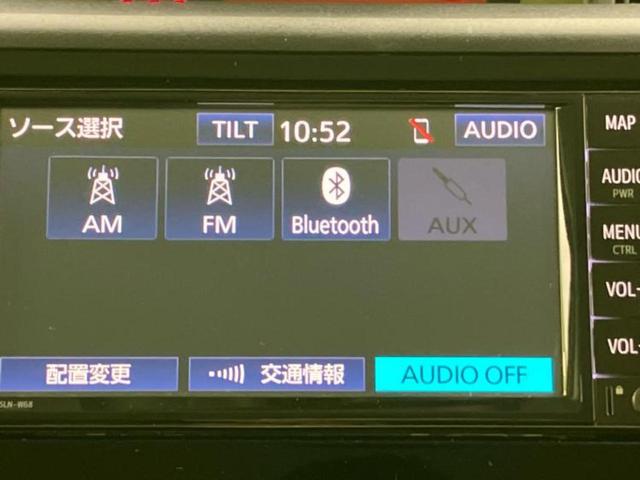 ソース選択 TILT 10:52 AUDIO
AM FM Bluetooth AUX
配置変更 交通情報 AUDIO OFF
MAP
AUDIO
PWR
MENU
CTRL
VOL
VOL